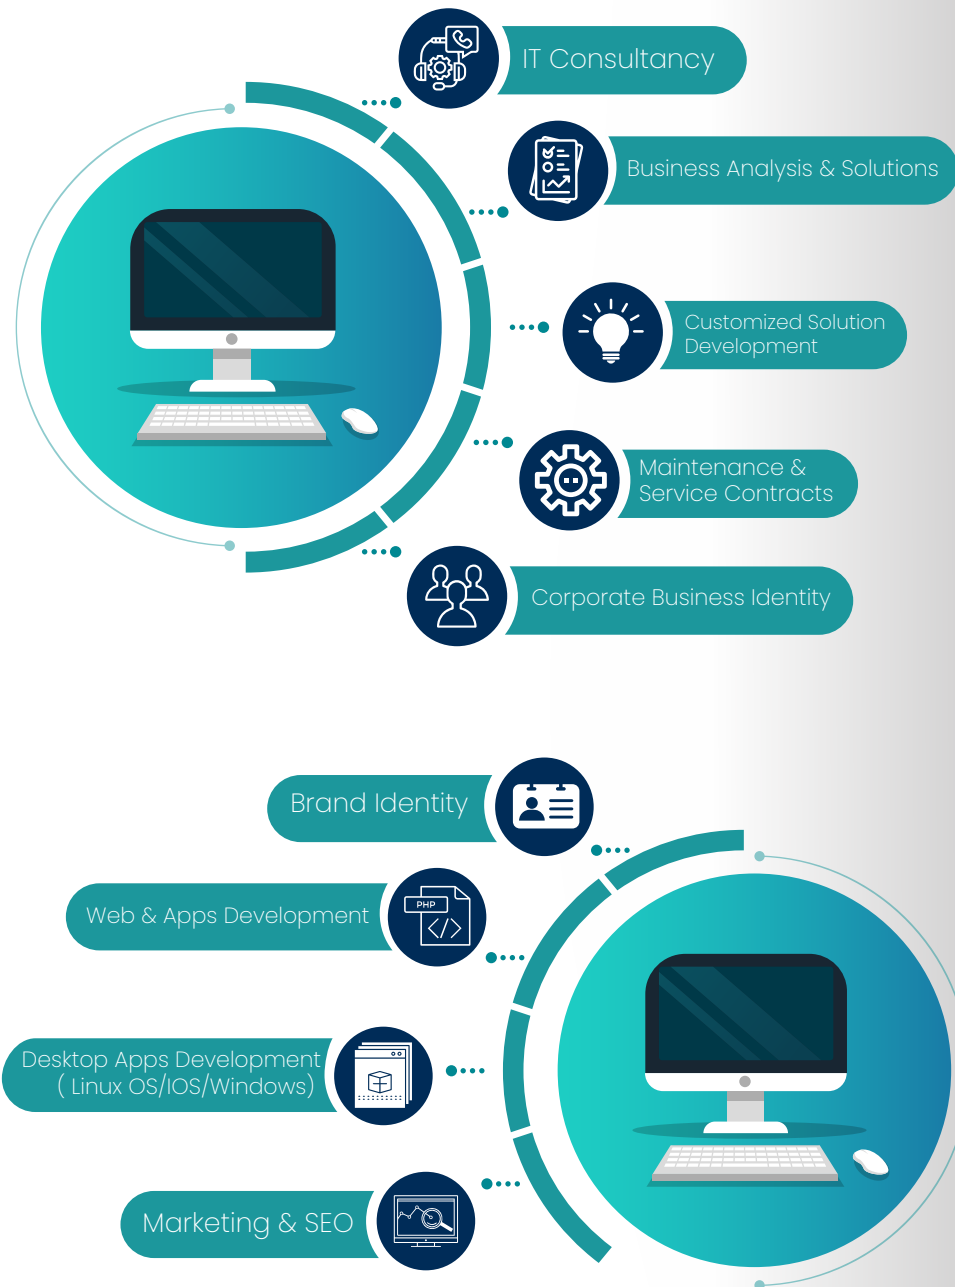 IT Consultancy
Business Analysis & Solutions
Customized Solution
Development
Maintenance &
Service Contracts
Corporate Business Identity
Brand Identity
PHP
Web & Apps Development
Desktop Apps Development
( Linux OS/IOS/Windows)
Marketing & SEO